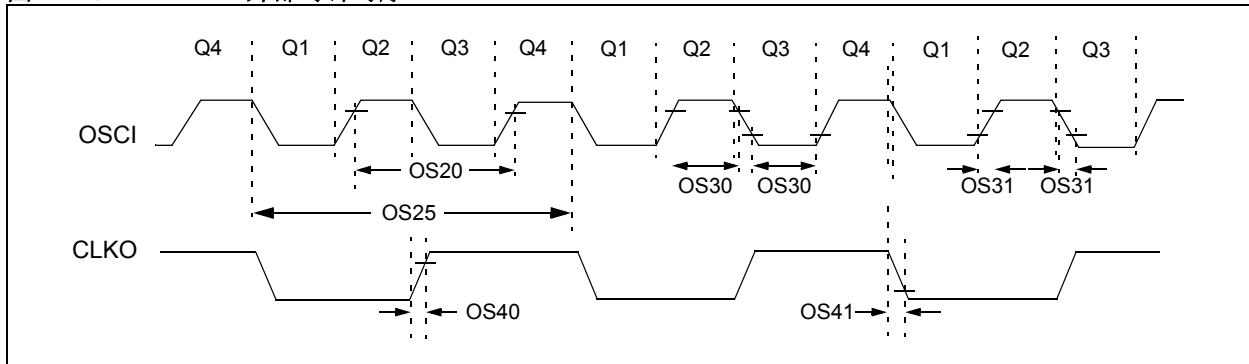 Q4 Q1 Q2 Q3 Q4 Q1 Q2 Q3 Q4 Q1 Q2 Q3
OSCI
OS20
OS30 OS30
OS31 OS31
OS25
CLKO
OS40
OS41